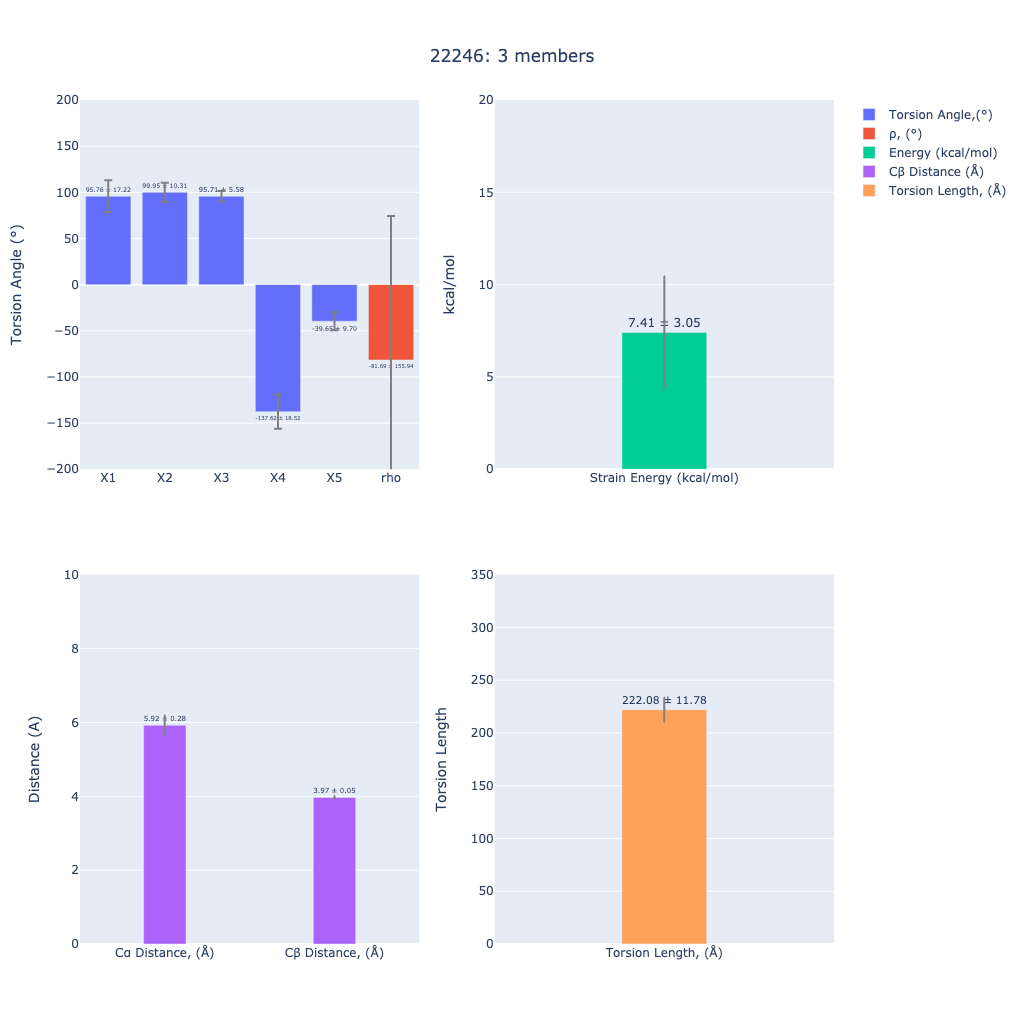 22246: 3 members
Torsion Angle (°)
200
150
100
50
0
−50
−100
−150
−200
95.76 ± 17.22
99.95 ± 10.31
95.71 ± 5.58
-137.62 ± 18.52
-39.65 ± 9.70
-81.69 ± 155.94
X1
X2
X3
X4
X5
rho
kcal/mol
20
15
10
5
0
7.41 ± 3.05
Strain Energy (kcal/mol)
Torsion Angle,(°)
ρ, (°)
Energy (kcal/mol)
Cβ Distance (Å)
Torsion Length, (Å)
Distance (A)
10
8
6
4
2
0
5.92 ± 0.28
3.97 ± 0.05
Cα Distance, (Å)
Cβ Distance, (Å)
Torsion Length
350
300
250
200
150
100
50
0
222.08 ± 11.78
Torsion Length, (Å)